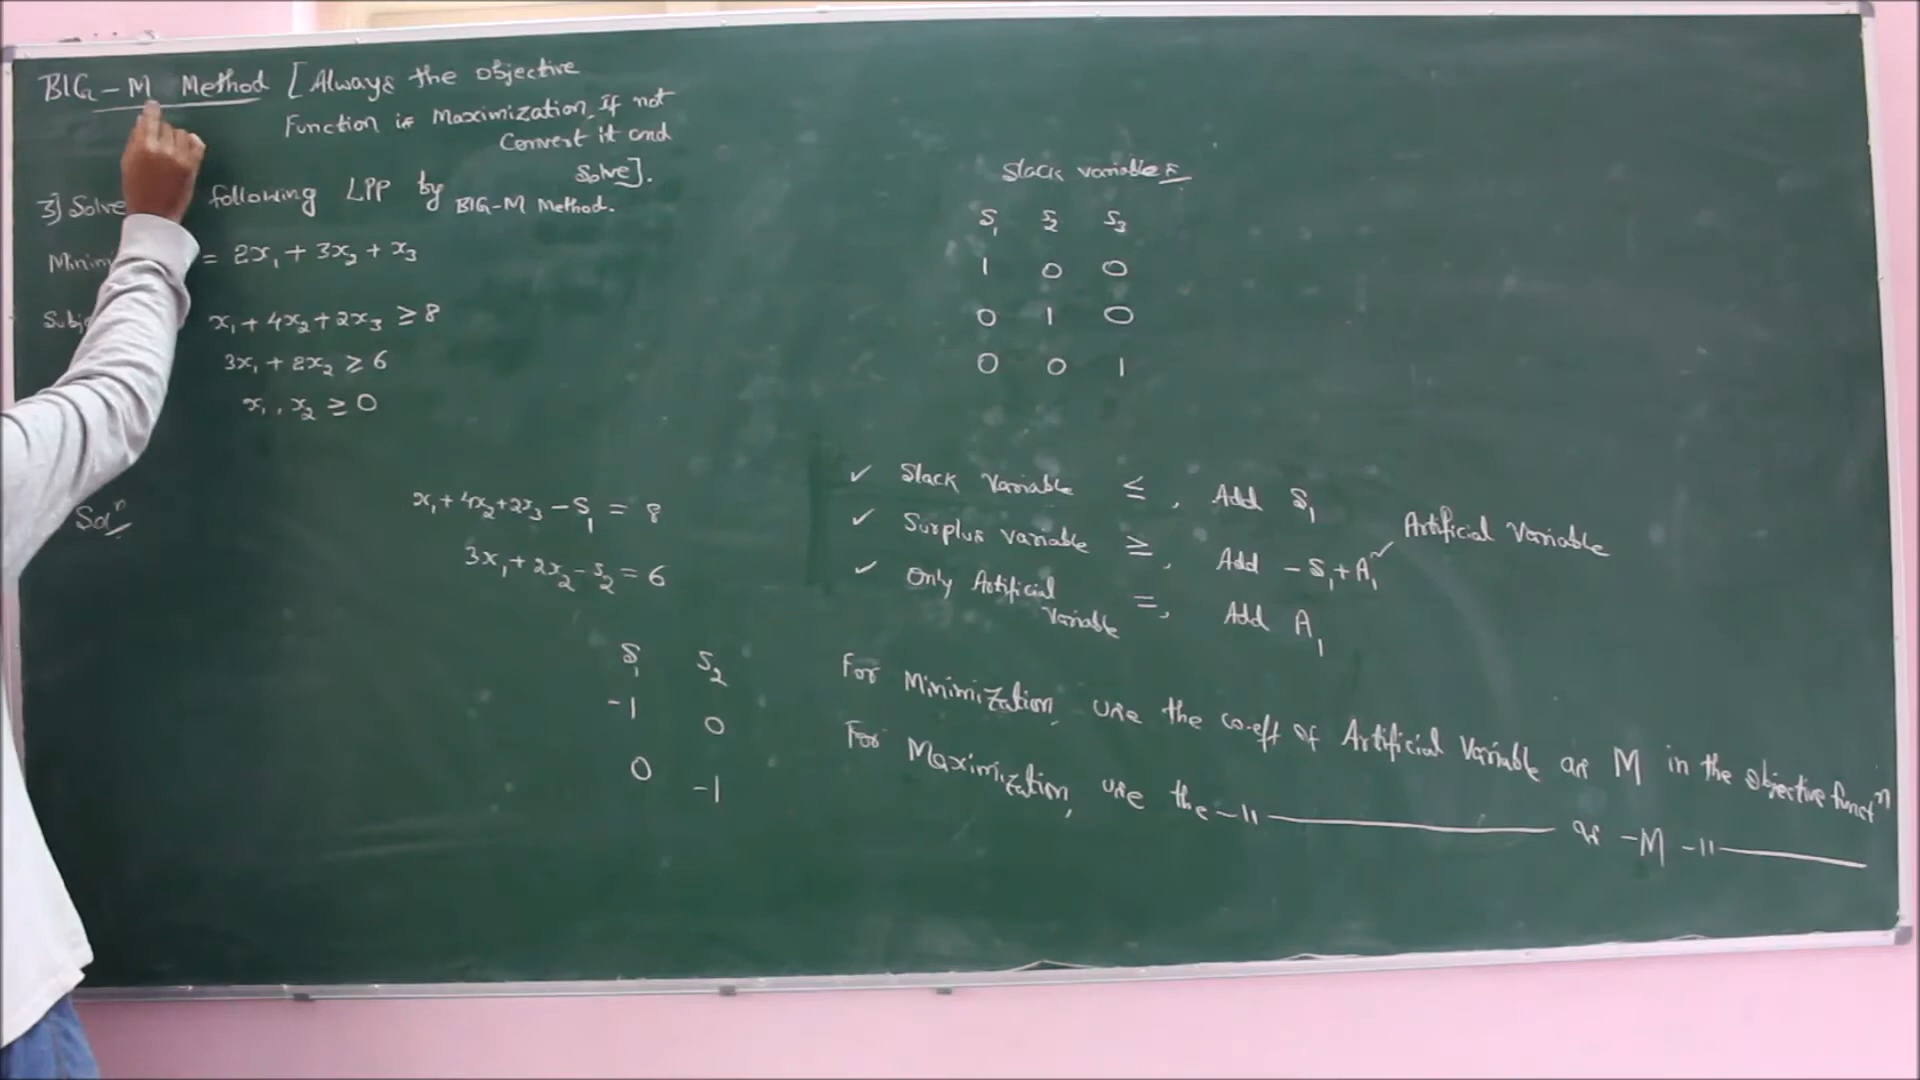 BIG-M Method [Always the objective
Function is Maximization, If not
Convert it and
Solve].
3] Solve following LPP by BIG-M Method.
= 2x₁ + 3x₂ + x₃
x₁ + 4x₂ + 2x₃ ≥ 8
3x₁ + 2x₂ ≥ 6
x₁, x₂ ≥ 0
Solⁿ
x₁ + 4x₂ + 2x₃ - S₁ = 8
3x₁ + 2x₂ - S₂ = 6
S₁ S₂
-1 0
0 -1
Slack variables
S₁ S₂ S₃
1 0 0
0 1 0
0 0 1
✓ Slack Variable ≤, Add S₁
✓ Surplus variable ≥, Add -S₁+A₁ ✓ Artificial Variable
✓ Only Artificial Variable =, Add A₁
For Minimization, use the co-eff of Artificial Variable as M in the objective functⁿ
For Maximization, use the -11- as -M -11-